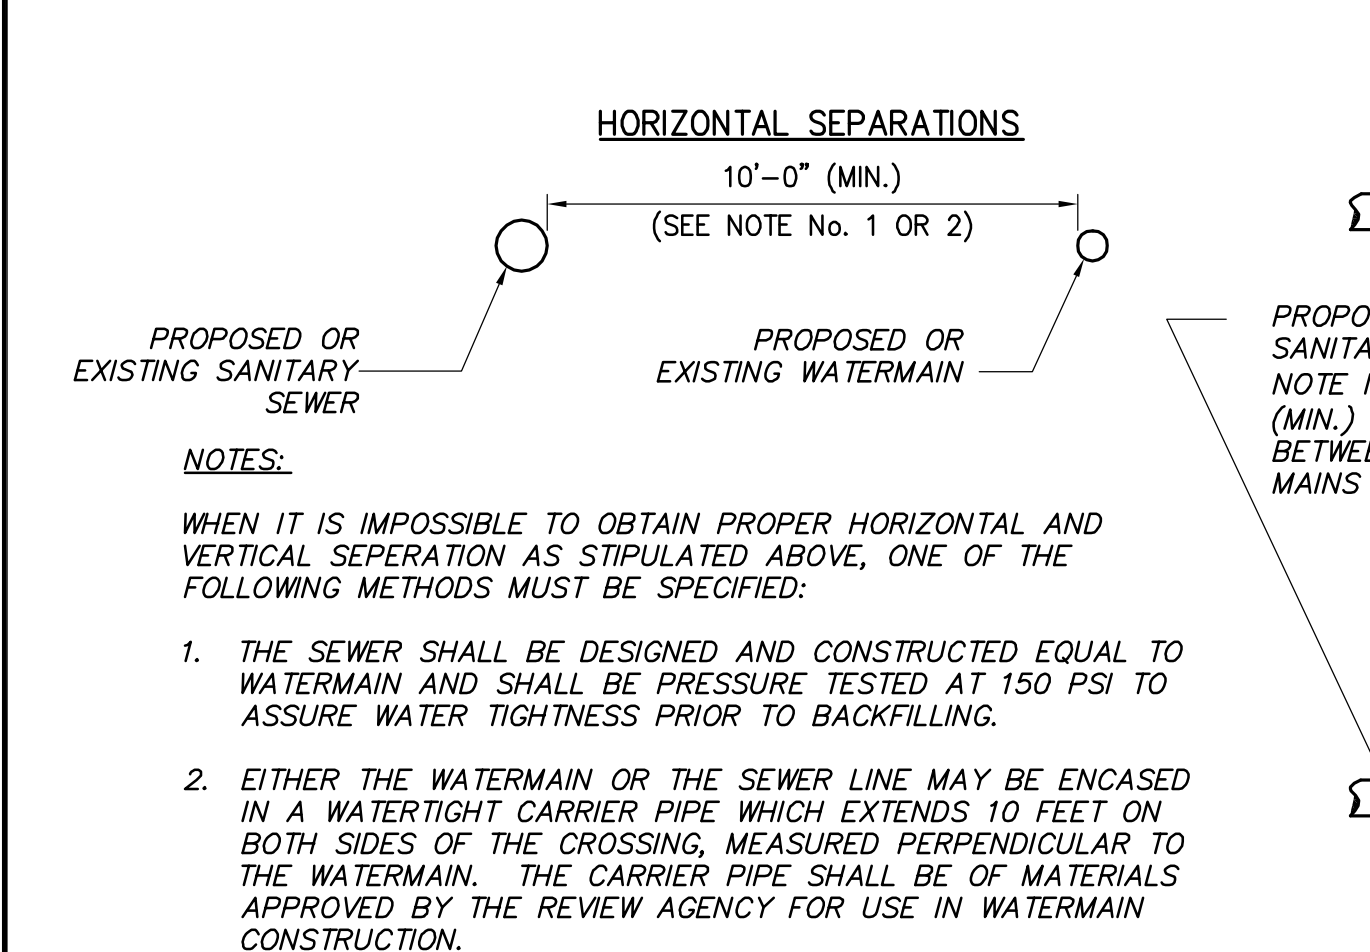 HORIZONTAL SEPARATIONS
10'-0" (MIN.)
(SEE NOTE No. 1 OR 2)
PROPOSED OR
EXISTING SANITARY
SEWER
PROPOSED OR
EXISTING WATERMAIN
NOTES:
WHEN IT IS IMPOSSIBLE TO OBTAIN PROPER HORIZONTAL AND
VERTICAL SEPERATION AS STIPULATED ABOVE, ONE OF THE
FOLLOWING METHODS MUST BE SPECIFIED:
1. THE SEWER SHALL BE DESIGNED AND CONSTRUCTED EQUAL TO
WATERMAIN AND SHALL BE PRESSURE TESTED AT 150 PSI TO
ASSURE WATER TIGHTNESS PRIOR TO BACKFILLING.
2. EITHER THE WATERMAIN OR THE SEWER LINE MAY BE ENCASED
IN A WATERTIGHT CARRIER PIPE WHICH EXTENDS 10 FEET ON
BOTH SIDES OF THE CROSSING, MEASURED PERPENDICULAR TO
THE WATERMAIN. THE CARRIER PIPE SHALL BE OF MATERIALS
APPROVED BY THE REVIEW AGENCY FOR USE IN WATERMAIN
CONSTRUCTION.
NOTE
(MIN.)
MAINS